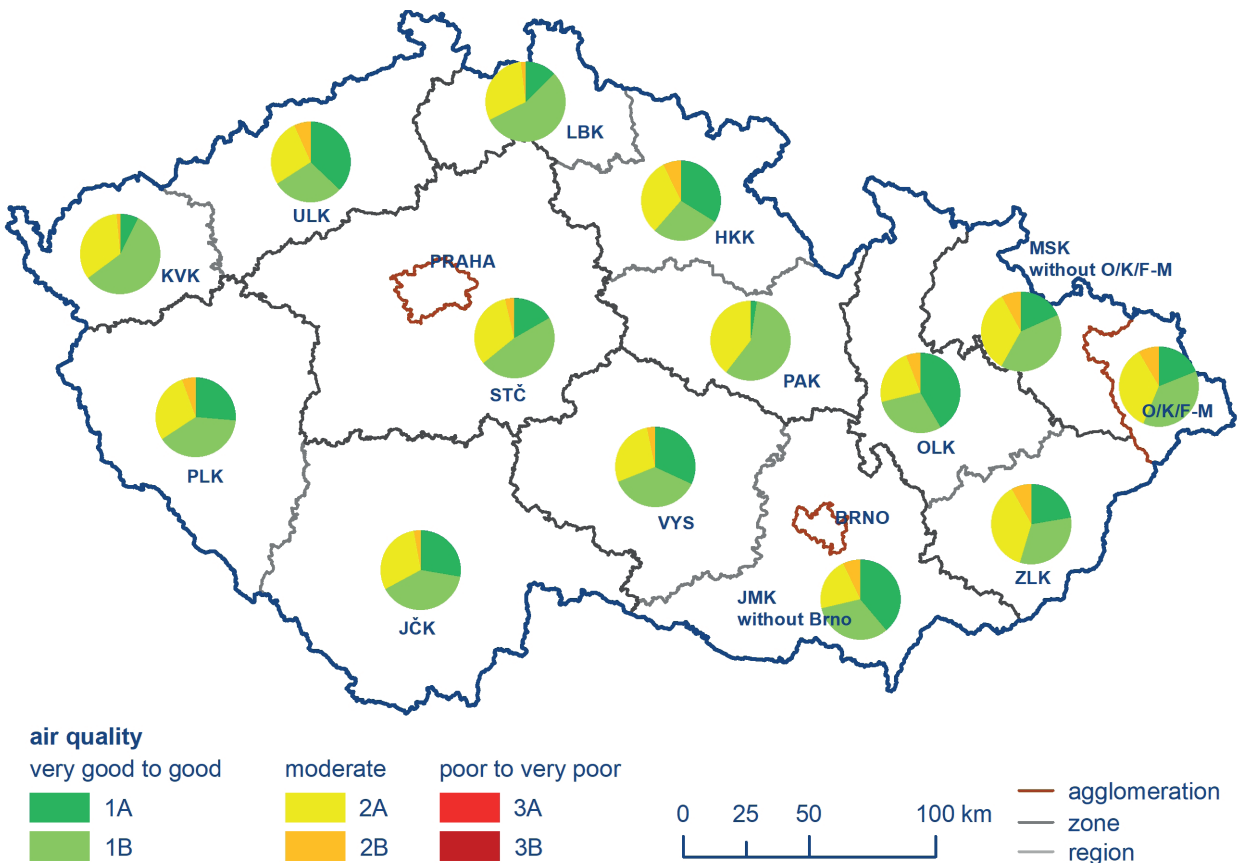 LBK
ULK
HKK
MSK
without O/K/F-M
KVK
PRAHA
STČ
PAK
O/K/F-M
OLK
PLK
VYS
BRNO
ZLK
JMK
without Brno
JČK
air quality
very good to good
moderate
poor to very poor
1A
2A
3A
1B
2B
3B
0 25 50 100 km
agglomeration
zone
region